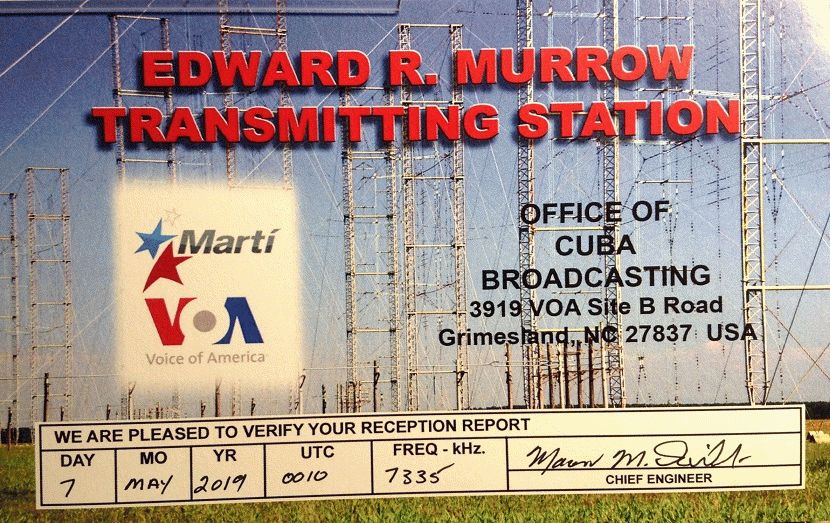 EDWARD R. MURROW
TRANSMITTING STATION
Martí
VOA
Voice of America
OFFICE OF
CUBA
BROADCASTING
3919 VOA Site B Road
Grimesland, NC 27837 USA
WE ARE PLEASED TO VERIFY YOUR RECEPTION REPORT
DAY MO YR UTC FREQ - kHz.
7 MAY 2019 0010 7335
CHIEF ENGINEER